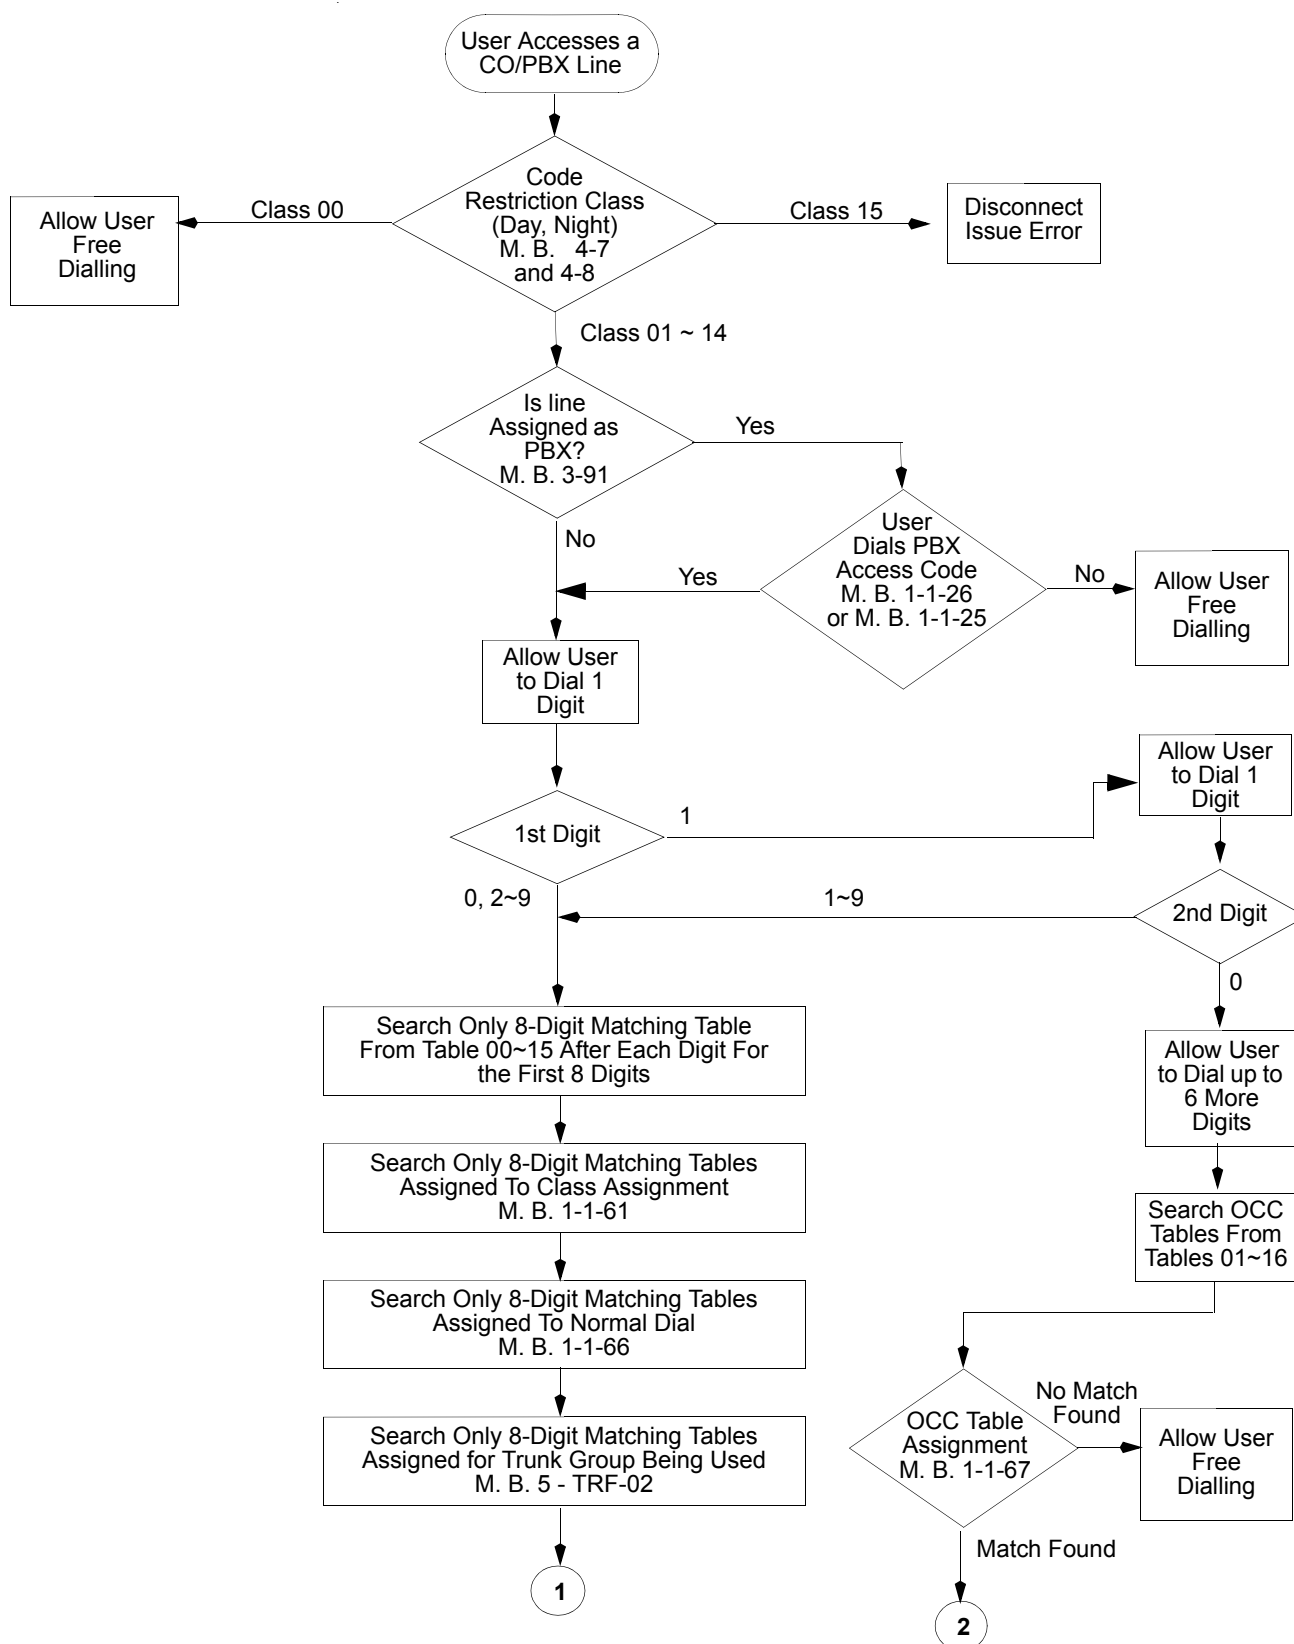 User Accesses a
CO/PBX Line
Code
Restriction Class
(Day, Night)
M. B. 4-7
and 4-8
Class 00
Allow User
Free
Dialling
Class 15
Disconnect
Issue Error
Class 01 ~ 14
Is line
Assigned as
PBX?
M. B. 3-91
Yes
No
User
Dials PBX
Access Code
M. B. 1-1-26
or M. B. 1-1-25
Yes
No
Allow User
Free
Dialling
Allow User
to Dial 1
Digit
1st Digit
1
Allow User
to Dial 1
Digit
0, 2~9
1~9
2nd Digit
0
Search Only 8-Digit Matching Table
From Table 00~15 After Each Digit For
the First 8 Digits
Allow User
to Dial up to
6 More
Digits
Search Only 8-Digit Matching Tables
Assigned To Class Assignment
M. B. 1-1-61
Search OCC
Tables From
Tables 01~16
Search Only 8-Digit Matching Tables
Assigned To Normal Dial
M. B. 1-1-66
OCC Table
Assignment
M. B. 1-1-67
No Match
Found
Allow User
Free
Dialling
Search Only 8-Digit Matching Tables
Assigned for Trunk Group Being Used
M. B. 5 - TRF-02
Match Found
1
2